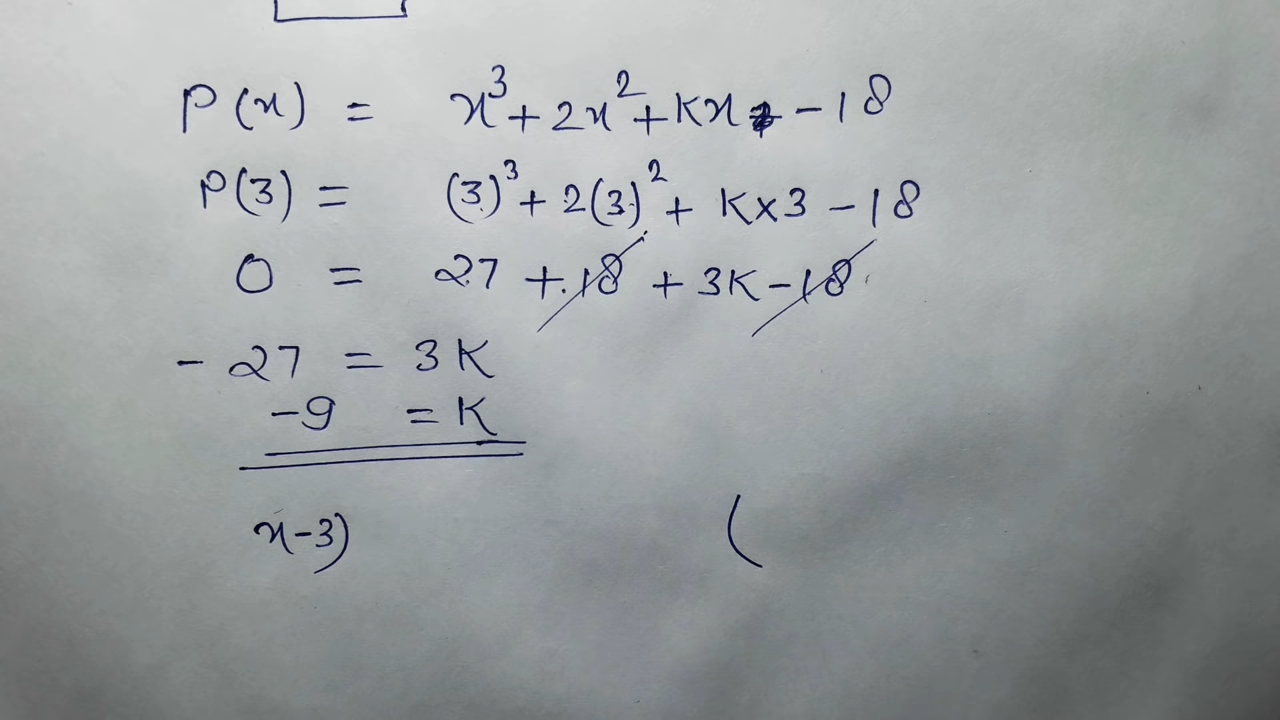 P(x) = x³ + 2x² + Kx - 18
P(3) = (3)³ + 2(3)² + K×3 - 18
0 = 27 + 18 + 3K - 18
- 27 = 3K
-9 = K
x-3) (